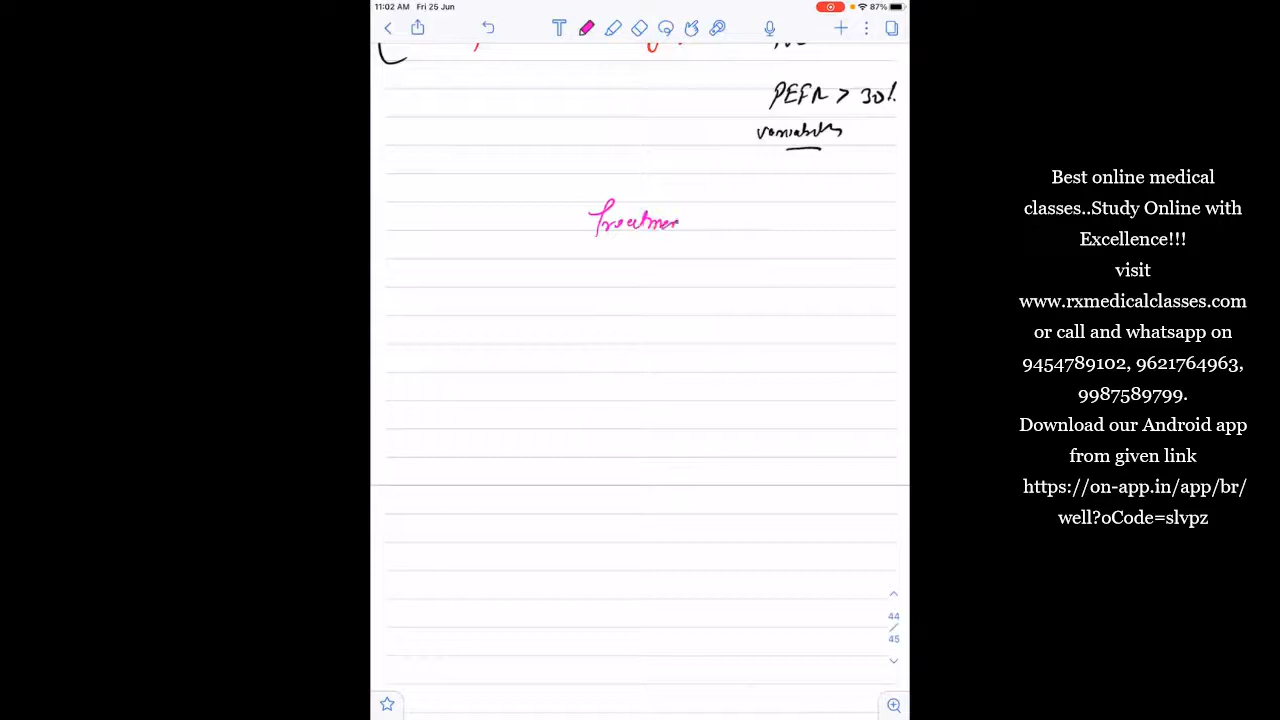 11:02 AM Fri 25 Jun
87%
T
PEFR > 30%
variability
Treatmen
44
/
45
Best online medical
classes..Study Online with
Excellence!!!
visit
www.rxmedicalclasses.com
or call and whatsapp on
9454789102, 9621764963,
9987589799.
Download our Android app
from given link
https://on-app.in/app/br/
well?oCode=slvpz